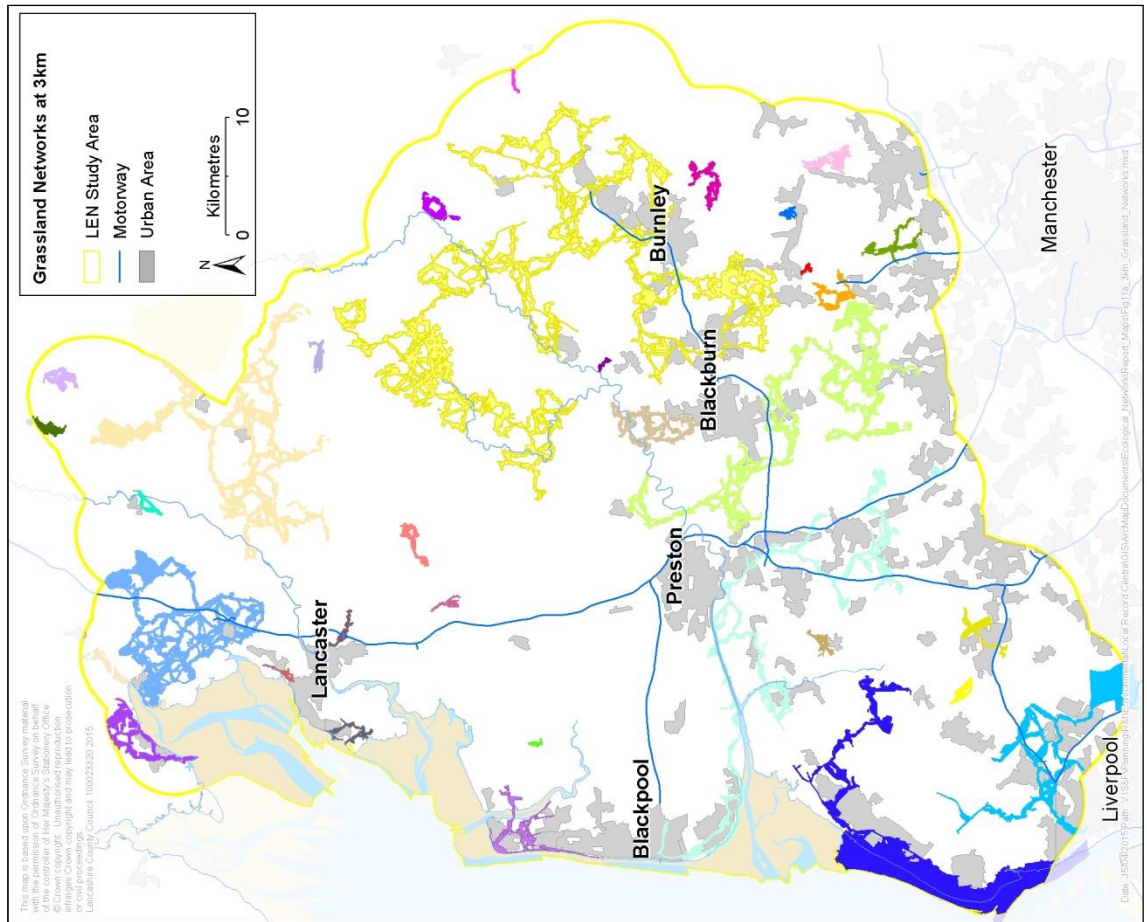 This map is based upon Ordnance Survey material
with the permission of Ordnance Survey on behalf
of the controller of Her Majesty's Stationery Office
© Crown copyright. Unauthorised reproduction
infringes Crown copyright and may lead to prosecution
or civil proceedings
Lancashire County Council 100023320 2015
Grassland Networks at 3km
LEN Study Area
Motorway
Urban Area
N
Kilometres
0 10
Lancaster
Blackpool
Preston
Blackburn
Burnley
Liverpool
Manchester